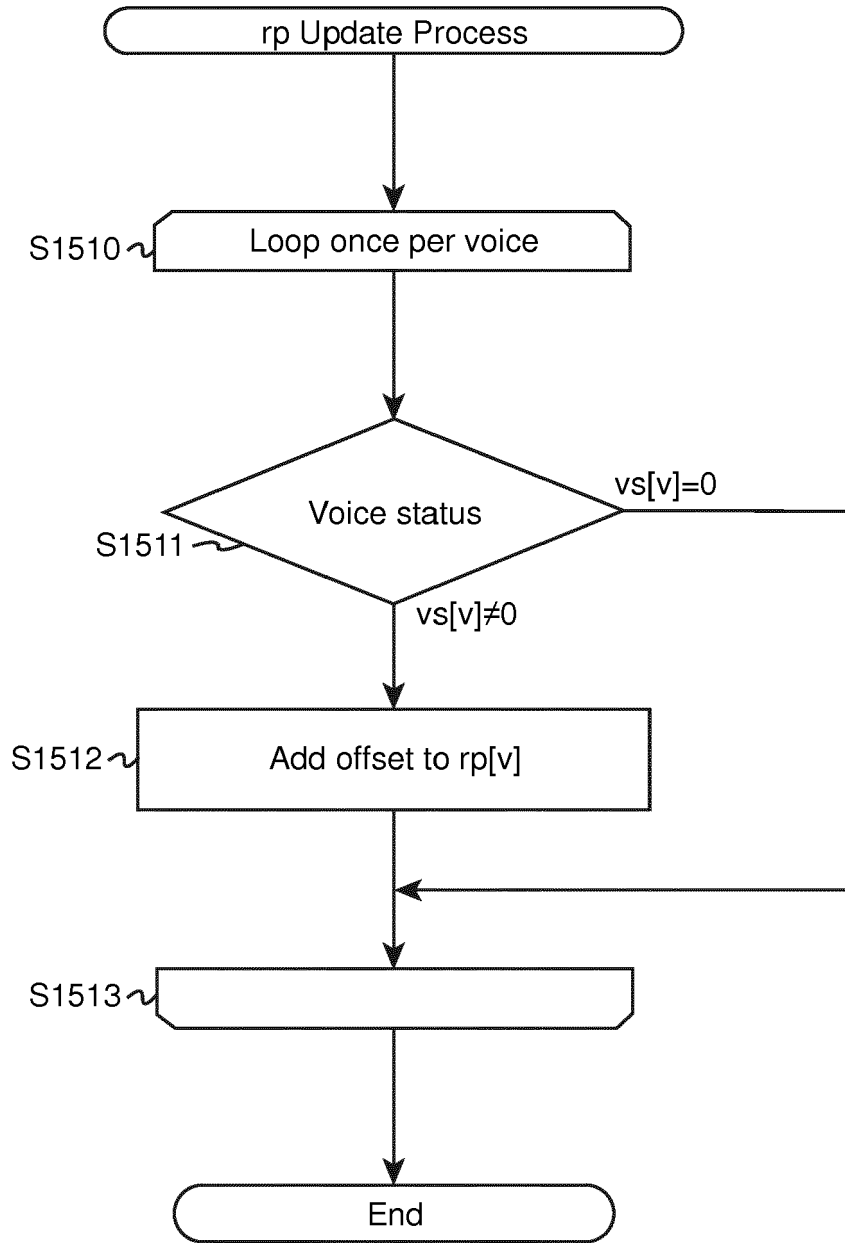 rp Update Process
S1510
Loop once per voice
vs[v]=0
Voice status
S1511
vs[v]≠0
S1512
Add offset to rp[v]
S1513
End